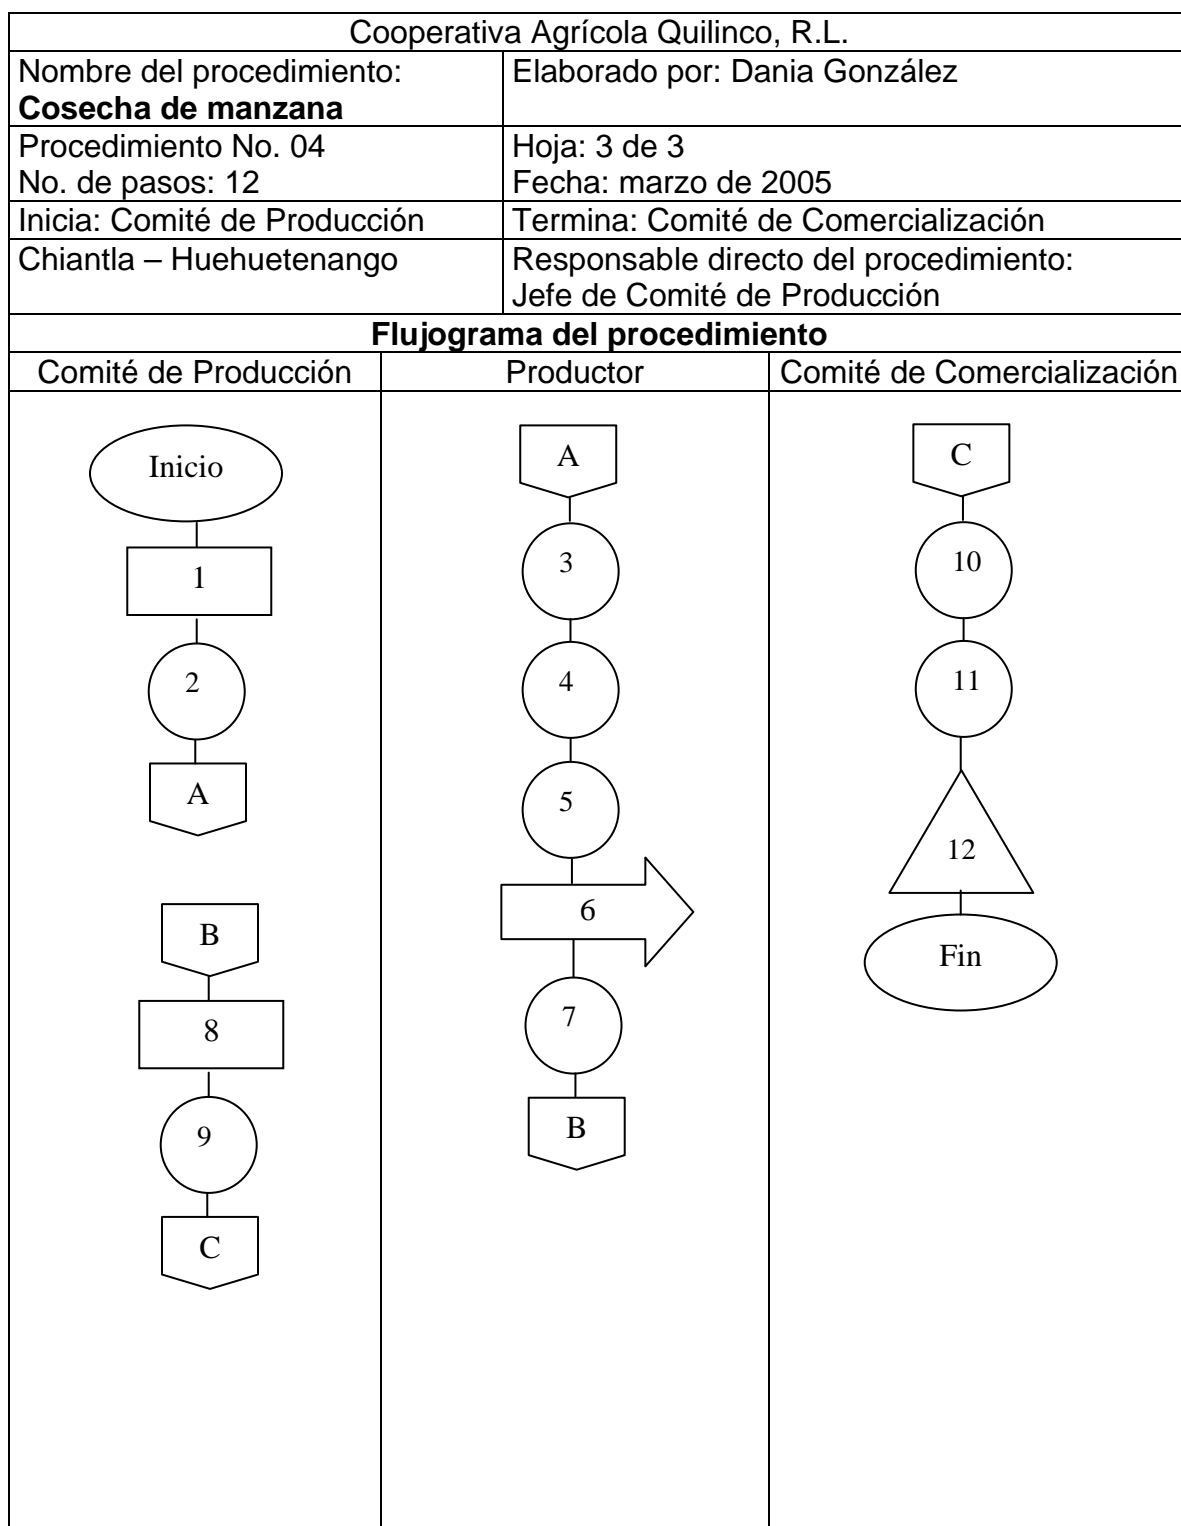 Cooperativa Agrícola Quilinco, R.L.
Nombre del procedimiento:
Cosecha de manzana
Elaborado por: Dania González
Procedimiento No. 04
No. de pasos: 12
Hoja: 3 de 3
Fecha: marzo de 2005
Inicia: Comité de Producción
Termina: Comité de Comercialización
Chiantla – Huehuetenango
Responsable directo del procedimiento:
Jefe de Comité de Producción
Flujograma del procedimiento
Comité de Producción
Productor
Comité de Comercialización
Inicio
1
2
A
B
8
9
C
A
3
4
5
6
7
B
C
10
11
12
Fin